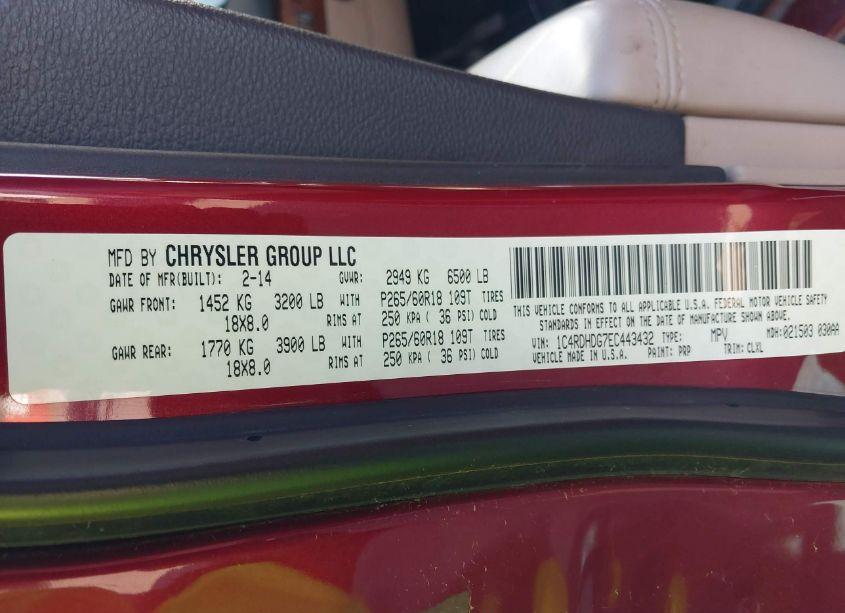 MFD BY CHRYSLER GROUP LLC
DATE OF MFR(BUILT): 2-14 GVWR: 2949 KG 6500 LB
GAWR FRONT: 1452 KG 3200 LB WITH P265/60R18 109T TIRES
18X8.0 RIMS AT 250 KPA ( 36 PSI) COLD
GAWR REAR: 1770 KG 3900 LB WITH P265/60R18 109T TIRES
18X8.0 RIMS AT 250 KPA ( 36 PSI) COLD
THIS VEHICLE CONFORMS TO ALL APPLICABLE U.S.A. FEDERAL MOTOR VEHICLE SAFETY
STANDARDS IN EFFECT ON THE DATE OF MANUFACTURE SHOWN ABOVE.
VIN: 1C4RDHDG7EC443432 TYPE: MPV MDH:021503 030AA
VEHICLE MADE IN U.S.A. PAINT: PRP TRIM: CLXL